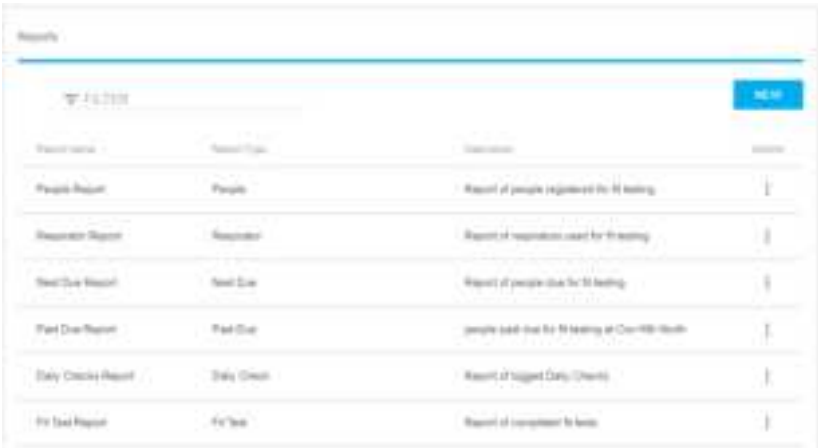 Reports
FILTER
NEW
Report Name Report Type Description Actions
People Report People Report of people registered for fit testing
Respirator Report Respirator Report of respirators used for fit testing
Next Due Report Next Due Report of people due for fit testing
Past Due Report Past Due people past due for fit testing at
Daily Checks Report Daily Check Report of logged Daily Checks
Fit Test Report Fit Test Report of completed fit tests